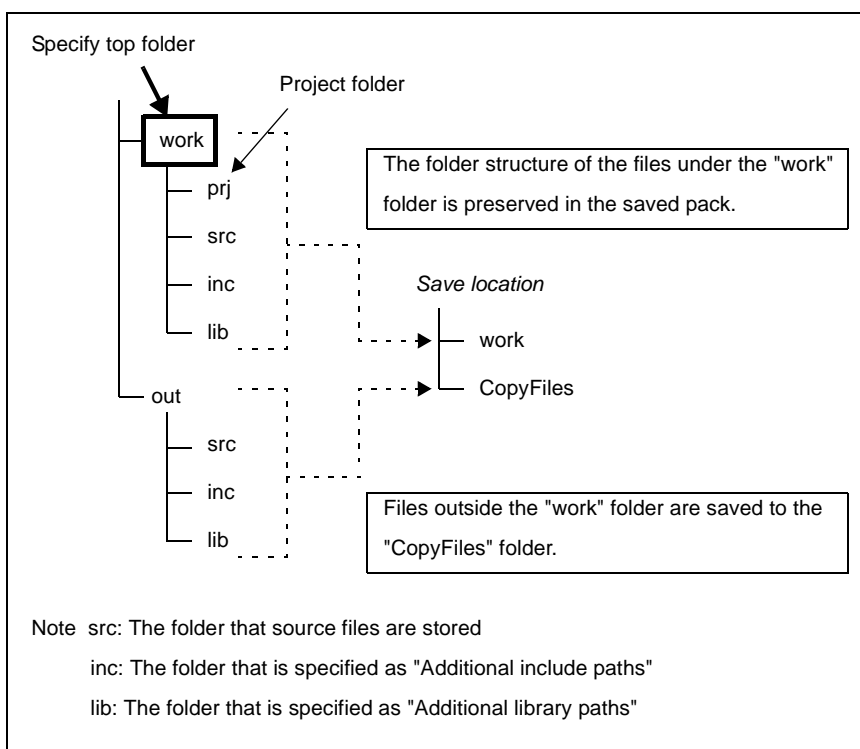 Specify top folder
Project folder
work
prj
src
inc
lib
The folder structure of the files under the "work"
folder is preserved in the saved pack.
Save location
work
CopyFiles
out
src
inc
lib
Files outside the "work" folder are saved to the
"CopyFiles" folder.
Note src: The folder that source files are stored
inc: The folder that is specified as "Additional include paths"
lib: The folder that is specified as "Additional library paths"